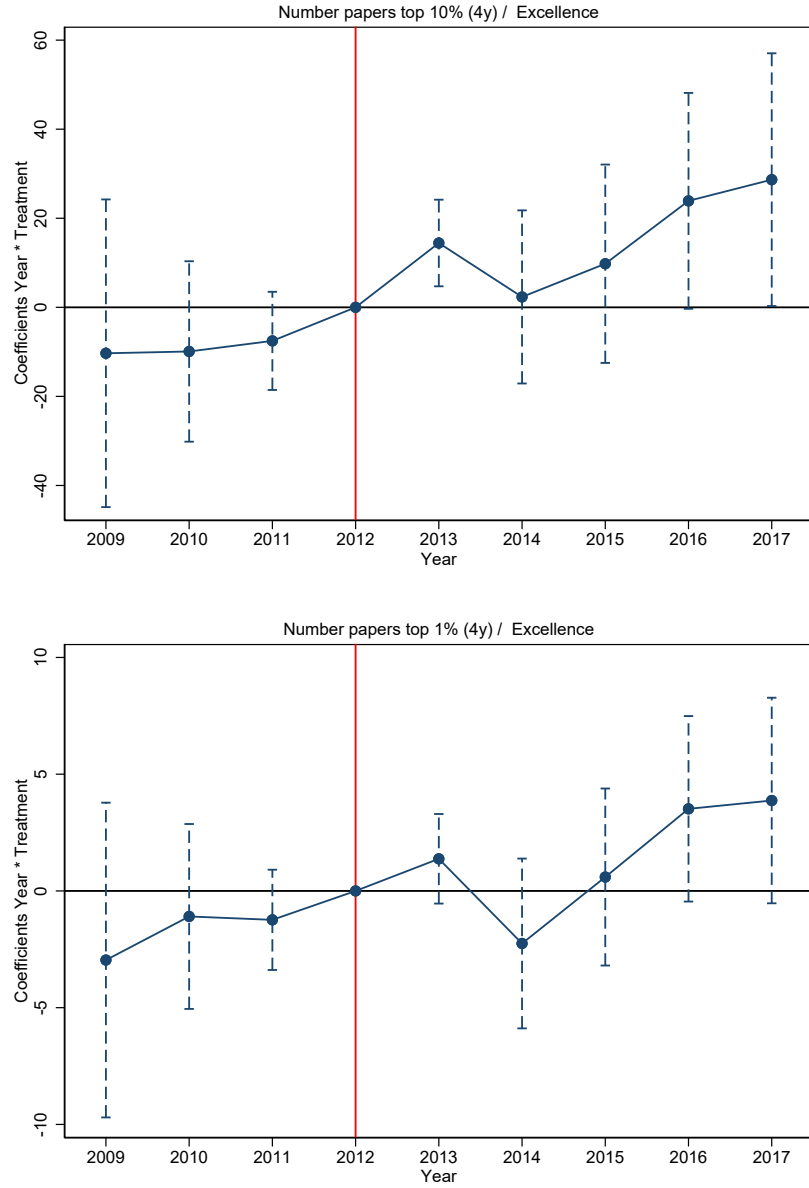 Number papers top 10% (4y) / Excellence
Coefficients Year * Treatment
60
40
20
0
-20
-40
2009 2010 2011 2012 2013 2014 2015 2016 2017
Year
Number papers top 1% (4y) / Excellence
Coefficients Year * Treatment
10
5
0
-5
-10
2009 2010 2011 2012 2013 2014 2015 2016 2017
Year